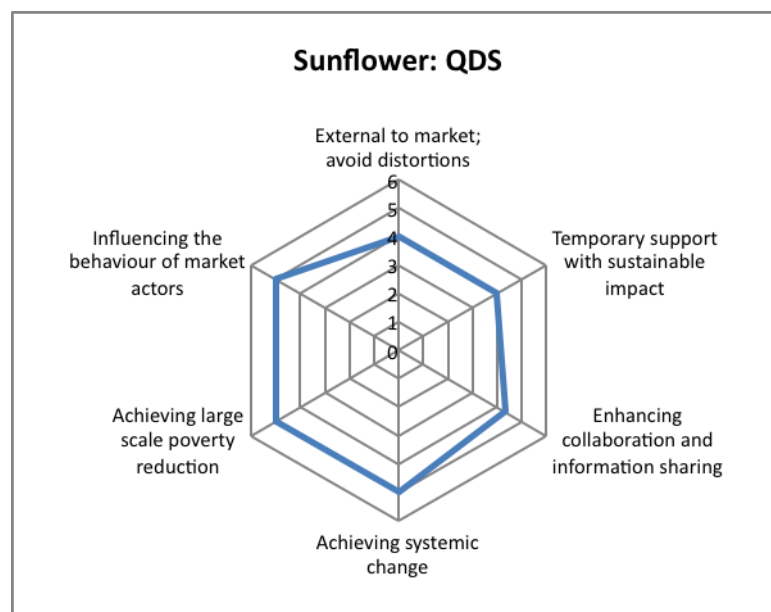 Sunflower: QDS
External to market;
avoid distortions
6
5
4
3
2
1
0
Temporary support
with sustainable
impact
Enhancing
collaboration and
information sharing
Achieving systemic
change
Achieving large
scale poverty
reduction
Influencing the
behaviour of market
actors